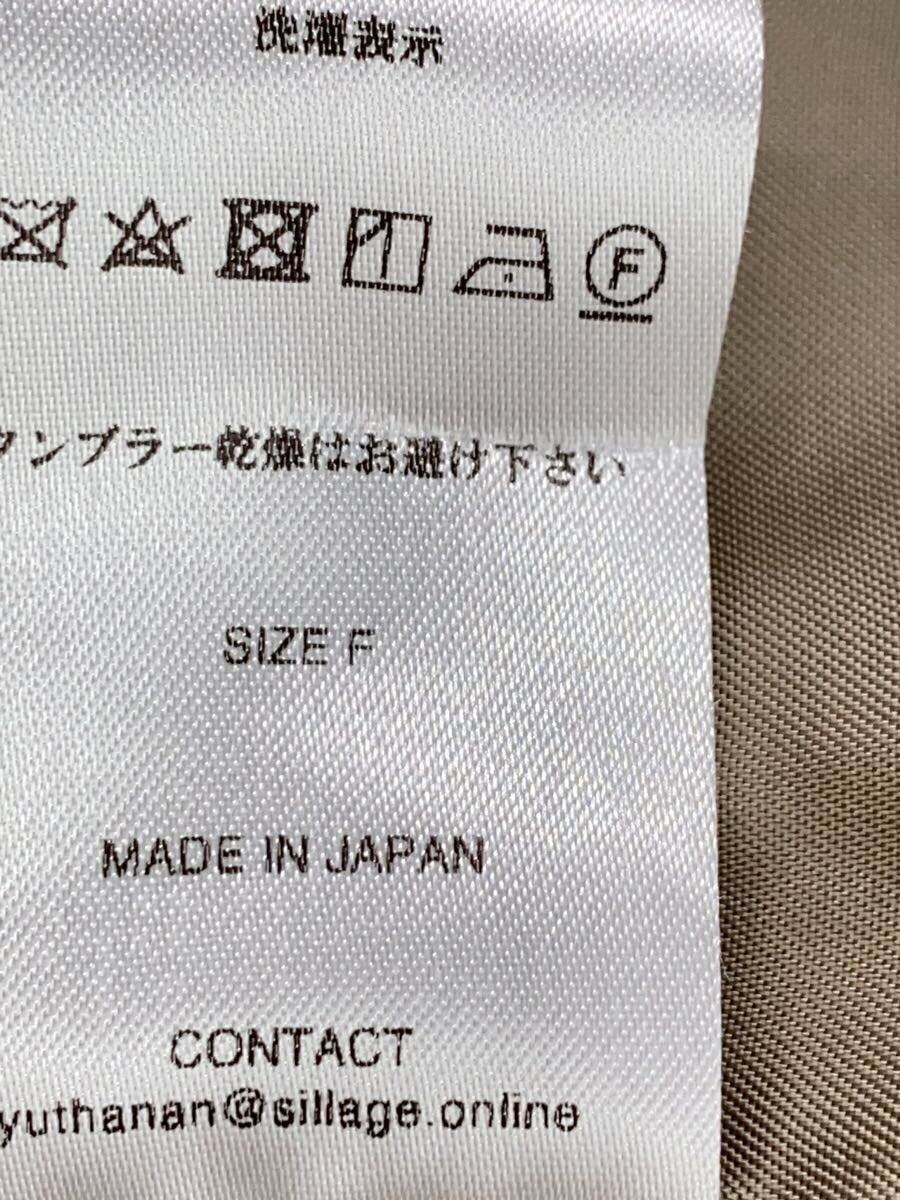 洗濯表示
F
タンブラー乾燥はお避け下さい
SIZE F
MADE IN JAPAN
CONTACT
yuthanan@sillage.online